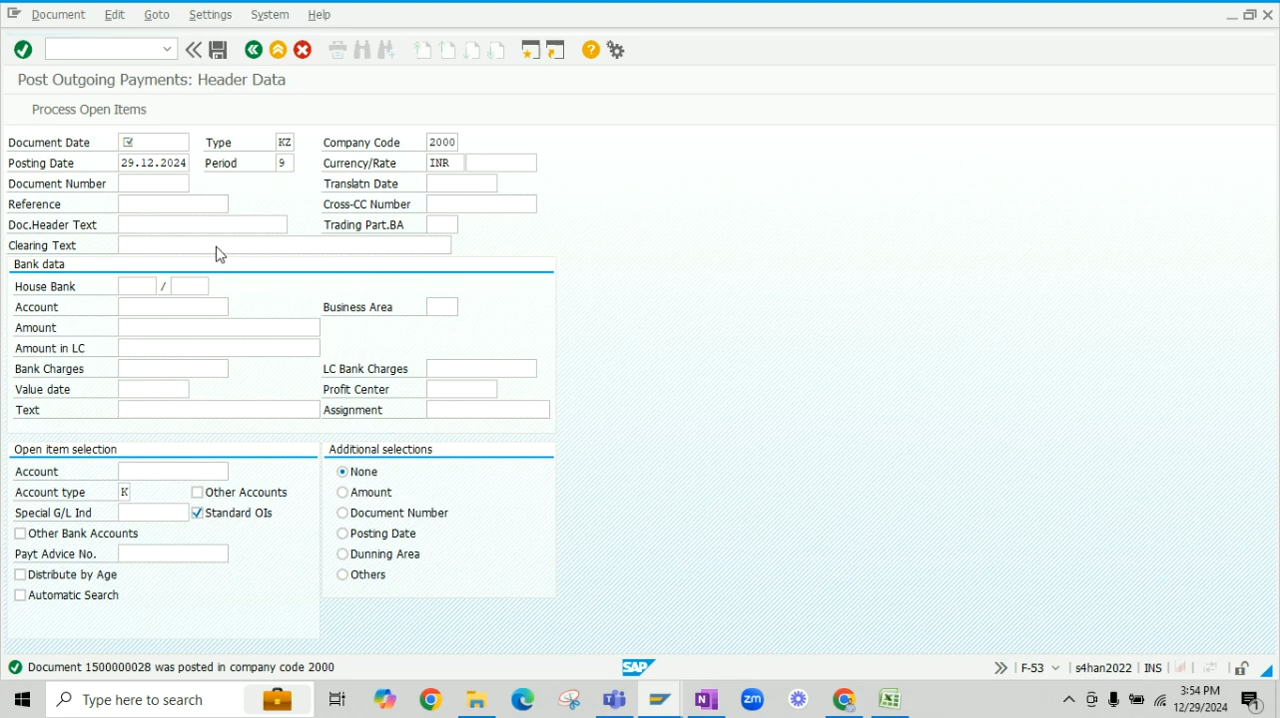 Document Edit Goto Settings System Help
Post Outgoing Payments: Header Data
Process Open Items
Document Date Type KZ Company Code 2000
Posting Date 29.12.2024 Period 9 Currency/Rate INR
Document Number Translatn Date
Reference Cross-CC Number
Doc.Header Text Trading Part.BA
Clearing Text
Bank data
House Bank /
Account Business Area
Amount
Amount in LC
Bank Charges LC Bank Charges
Value date Profit Center
Text Assignment
Open item selection Additional selections
Account None
Account type K Other Accounts Amount
Special G/L Ind Standard OIs Document Number
Other Bank Accounts Posting Date
Payt Advice No. Dunning Area
Distribute by Age Others
Automatic Search
Document 1500000028 was posted in company code 2000 SAP F-53 s4han2022 INS
Type here to search zm 3:54 PM
12/29/2024 1